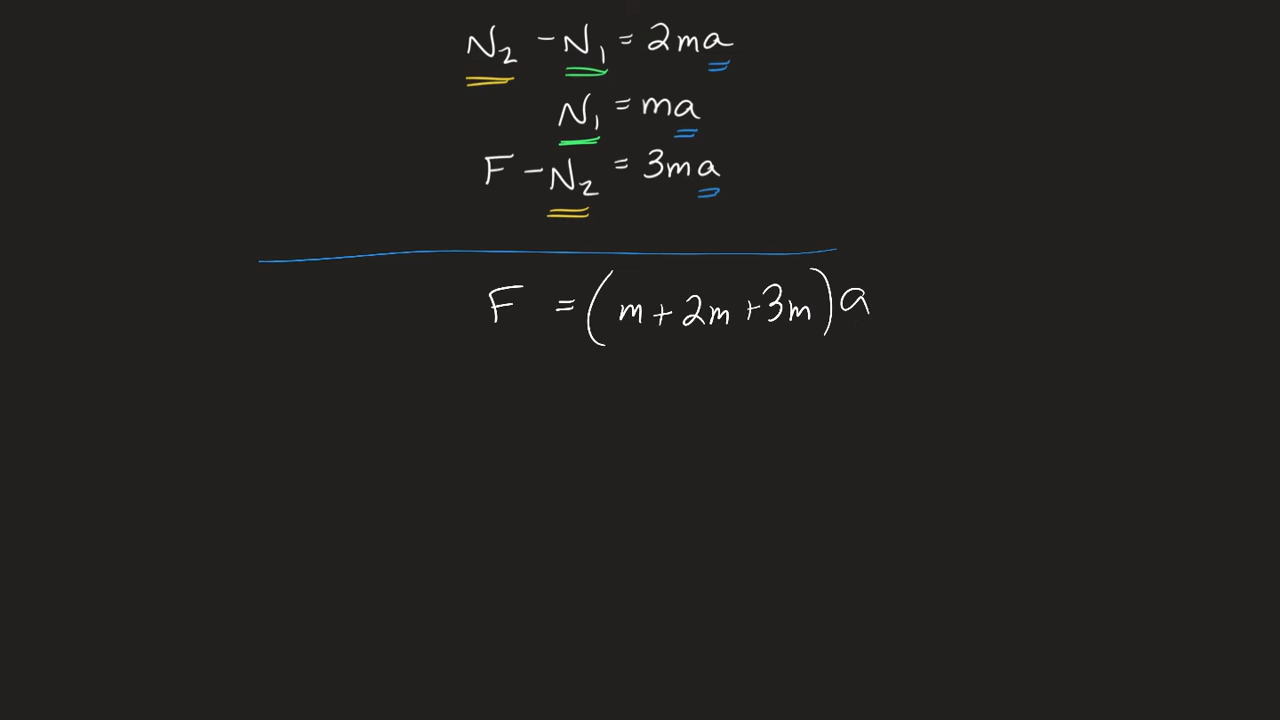 N₂ - N₁ = 2ma
N₁ = ma
F - N₂ = 3ma
F = (m + 2m + 3m)a